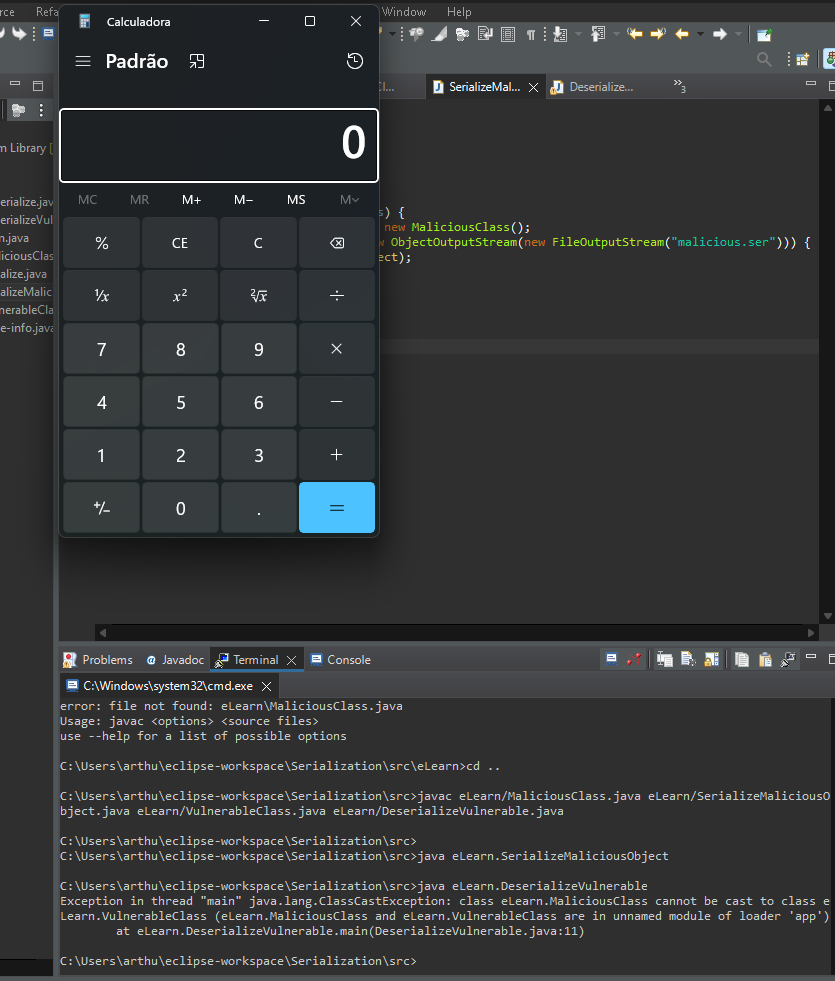 rce
Refa
Window
Help
Calculadora
Padrão
0
MC MR M+ M− MS M
% CE C
¹/x x² ²√x ÷
7 8 9 ×
4 5 6 −
1 2 3 +
+/− 0 . =
SerializeMal...
Deserialize...
»3
m Library [
erialize.jav
erializeVul
n.java
iciousClas
alize.java
alizeMalic
nerableCla
e-info.java
s) {
new MaliciousClass();
w ObjectOutputStream(new FileOutputStream("malicious.ser"))) {
ect);
Problems
Javadoc
Terminal
Console
C:\Windows\system32\cmd.exe
error: file not found: eLearn\MaliciousClass.java
Usage: javac <options> <source files>
use --help for a list of possible options
C:\Users\arthu\eclipse-workspace\Serialization\src\eLearn>cd ..
C:\Users\arthu\eclipse-workspace\Serialization\src>javac eLearn/MaliciousClass.java eLearn/SerializeMaliciousO
bject.java eLearn/VulnerableClass.java eLearn/DeserializeVulnerable.java
C:\Users\arthu\eclipse-workspace\Serialization\src>
C:\Users\arthu\eclipse-workspace\Serialization\src>java eLearn.SerializeMaliciousObject
C:\Users\arthu\eclipse-workspace\Serialization\src>java eLearn.DeserializeVulnerable
Exception in thread "main" java.lang.ClassCastException: class eLearn.MaliciousClass cannot be cast to class e
Learn.VulnerableClass (eLearn.MaliciousClass and eLearn.VulnerableClass are in unnamed module of loader 'app')
at eLearn.DeserializeVulnerable.main(DeserializeVulnerable.java:11)
C:\Users\arthu\eclipse-workspace\Serialization\src>